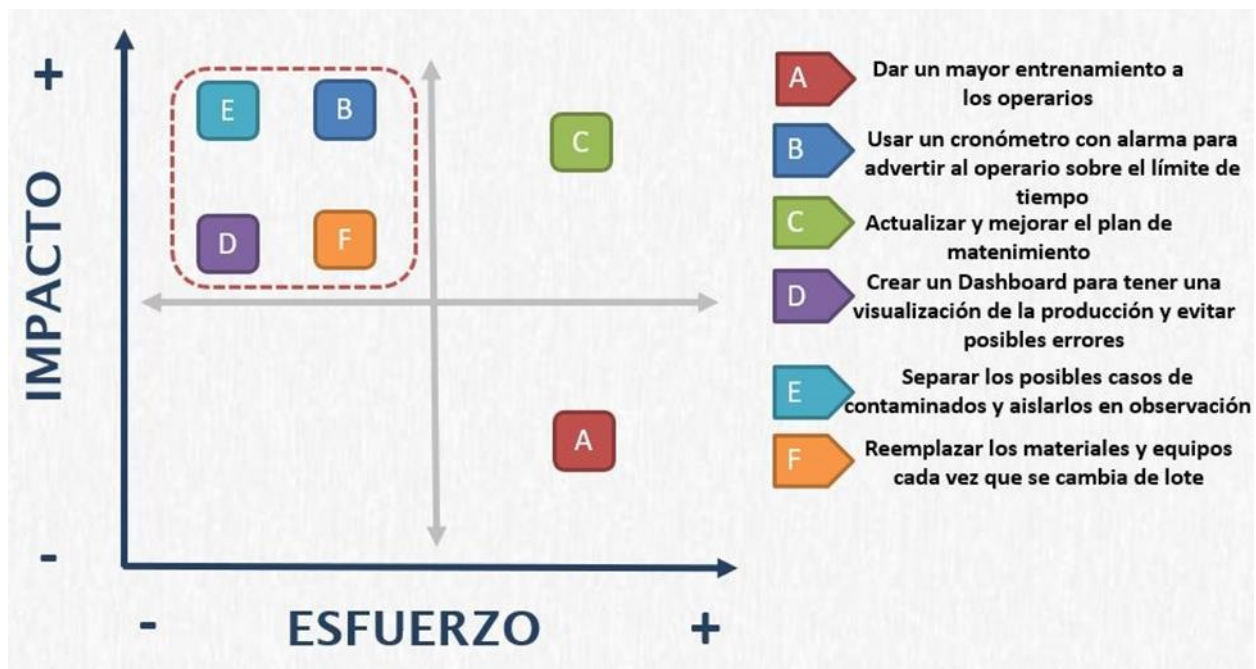 +
IMPACTO
-
E
B
C
D
F
A
-
ESFUERZO
+
A
Dar un mayor entrenamiento a
los operarios
B
Usar un cronómetro con alarma para
advertir al operario sobre el límite de
tiempo
C
Actualizar y mejorar el plan de
matenimiento
D
Crear un Dashboard para tener una
visualización de la producción y evitar
posibles errores
E
Separar los posibles casos de
contaminados y aislarlos en observación
F
Reemplazar los materiales y equipos
cada vez que se cambia de lote